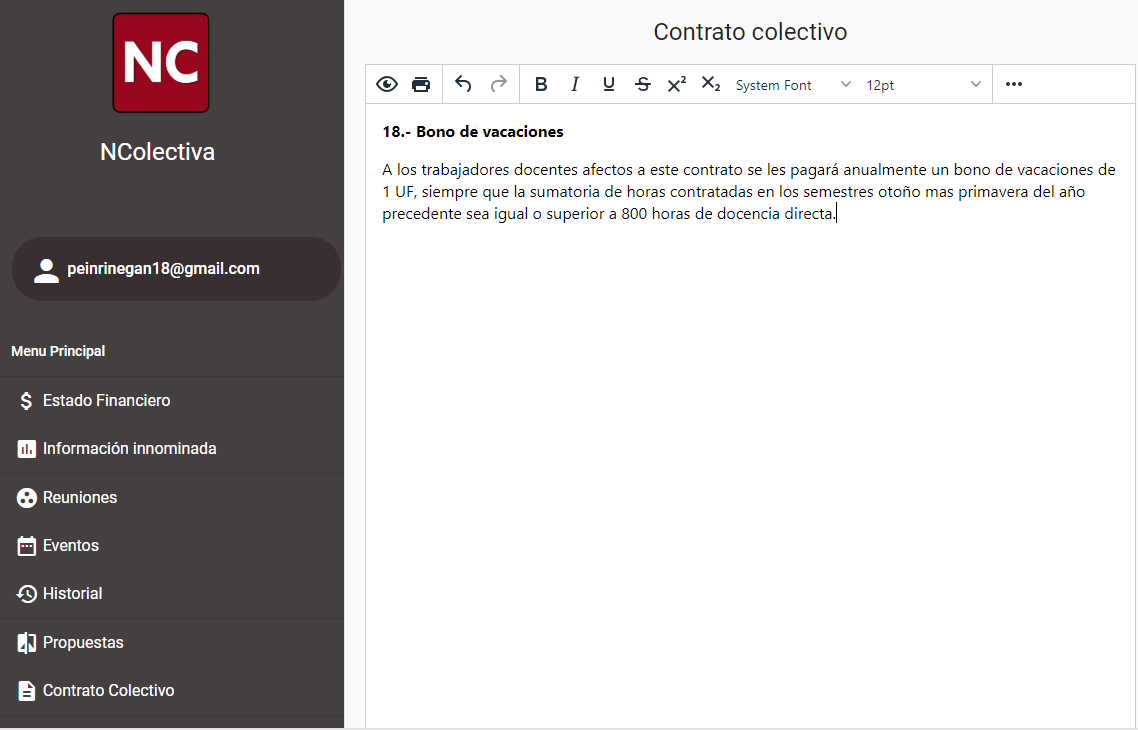 NC
NColectiva
peinrinegan18@gmail.com
Menu Principal
Estado Financiero
Información innominada
Reuniones
Eventos
Historial
Propuestas
Contrato Colectivo
Contrato colectivo
B I U S X² X₂ System Font 12pt
18.- Bono de vacaciones
A los trabajadores docentes afectos a este contrato se les pagará anualmente un bono de vacaciones de
1 UF, siempre que la sumatoria de horas contratadas en los semestres otoño mas primavera del año
precedente sea igual o superior a 800 horas de docencia directa.